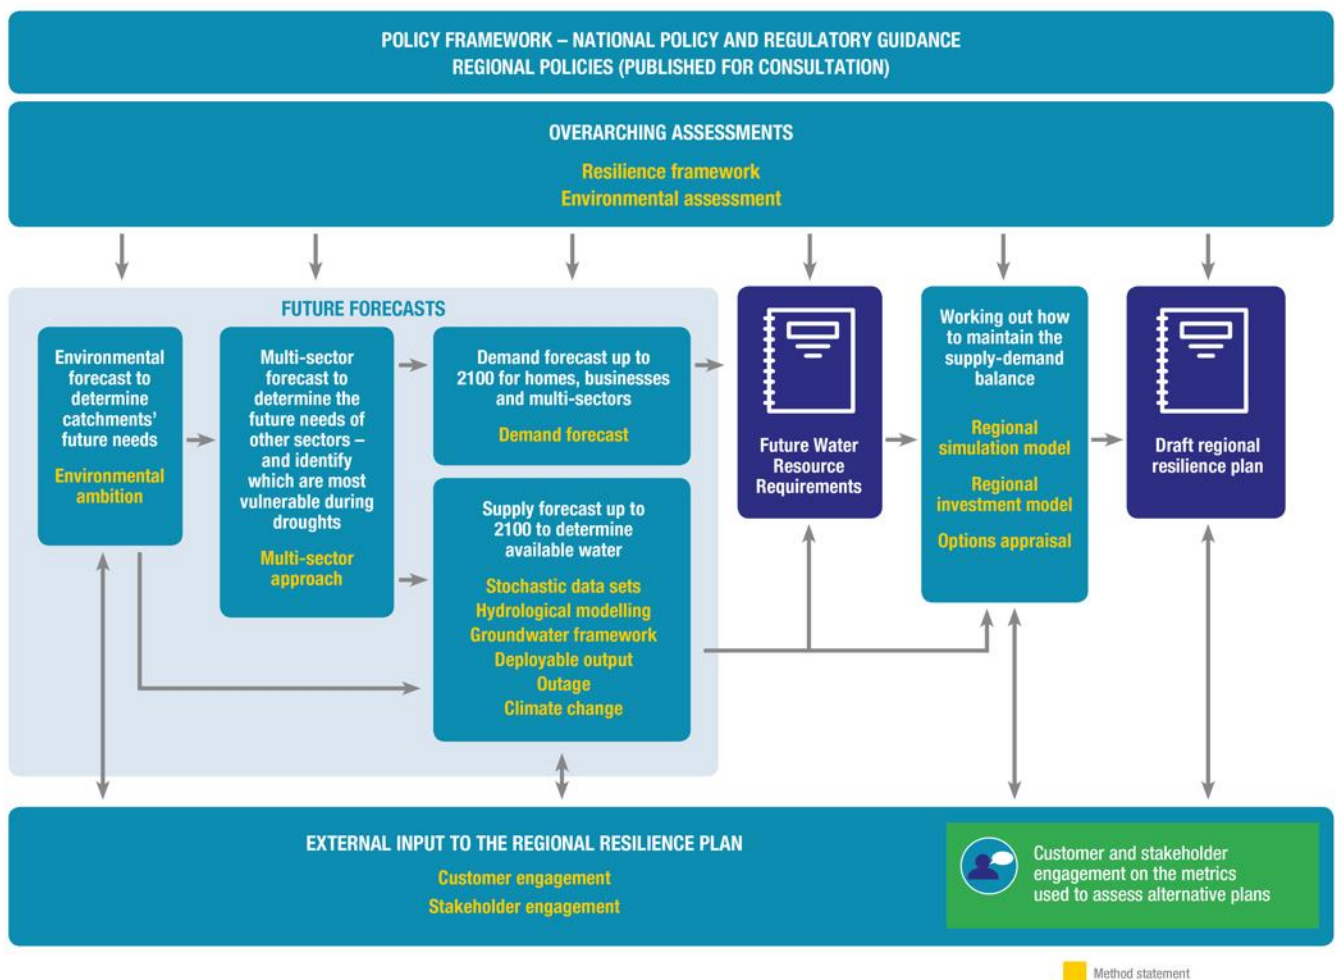 POLICY FRAMEWORK – NATIONAL POLICY AND REGULATORY GUIDANCE
REGIONAL POLICIES (PUBLISHED FOR CONSULTATION)
OVERARCHING ASSESSMENTS
Resilience framework
Environmental assessment
FUTURE FORECASTS
Environmental
forecast to
determine
catchments’
future needs
Environmental
ambition
Multi-sector
forecast to
determine the
future needs of
other sectors –
and identify
which are most
vulnerable during
droughts
Multi-sector
approach
Demand forecast up to
2100 for homes, businesses
and multi-sectors
Demand forecast
Supply forecast up to
2100 to determine
available water
Stochastic data sets
Hydrological modelling
Groundwater framework
Deployable output
Outage
Climate change
Future Water
Resource
Requirements
Working out how
to maintain the
supply-demand
balance
Regional
simulation model
Regional
investment model
Options appraisal
Draft regional
resilience plan
EXTERNAL INPUT TO THE REGIONAL RESILIENCE PLAN
Customer engagement
Stakeholder engagement
Customer and stakeholder
engagement on the metrics
used to assess alternative plans
Method statement